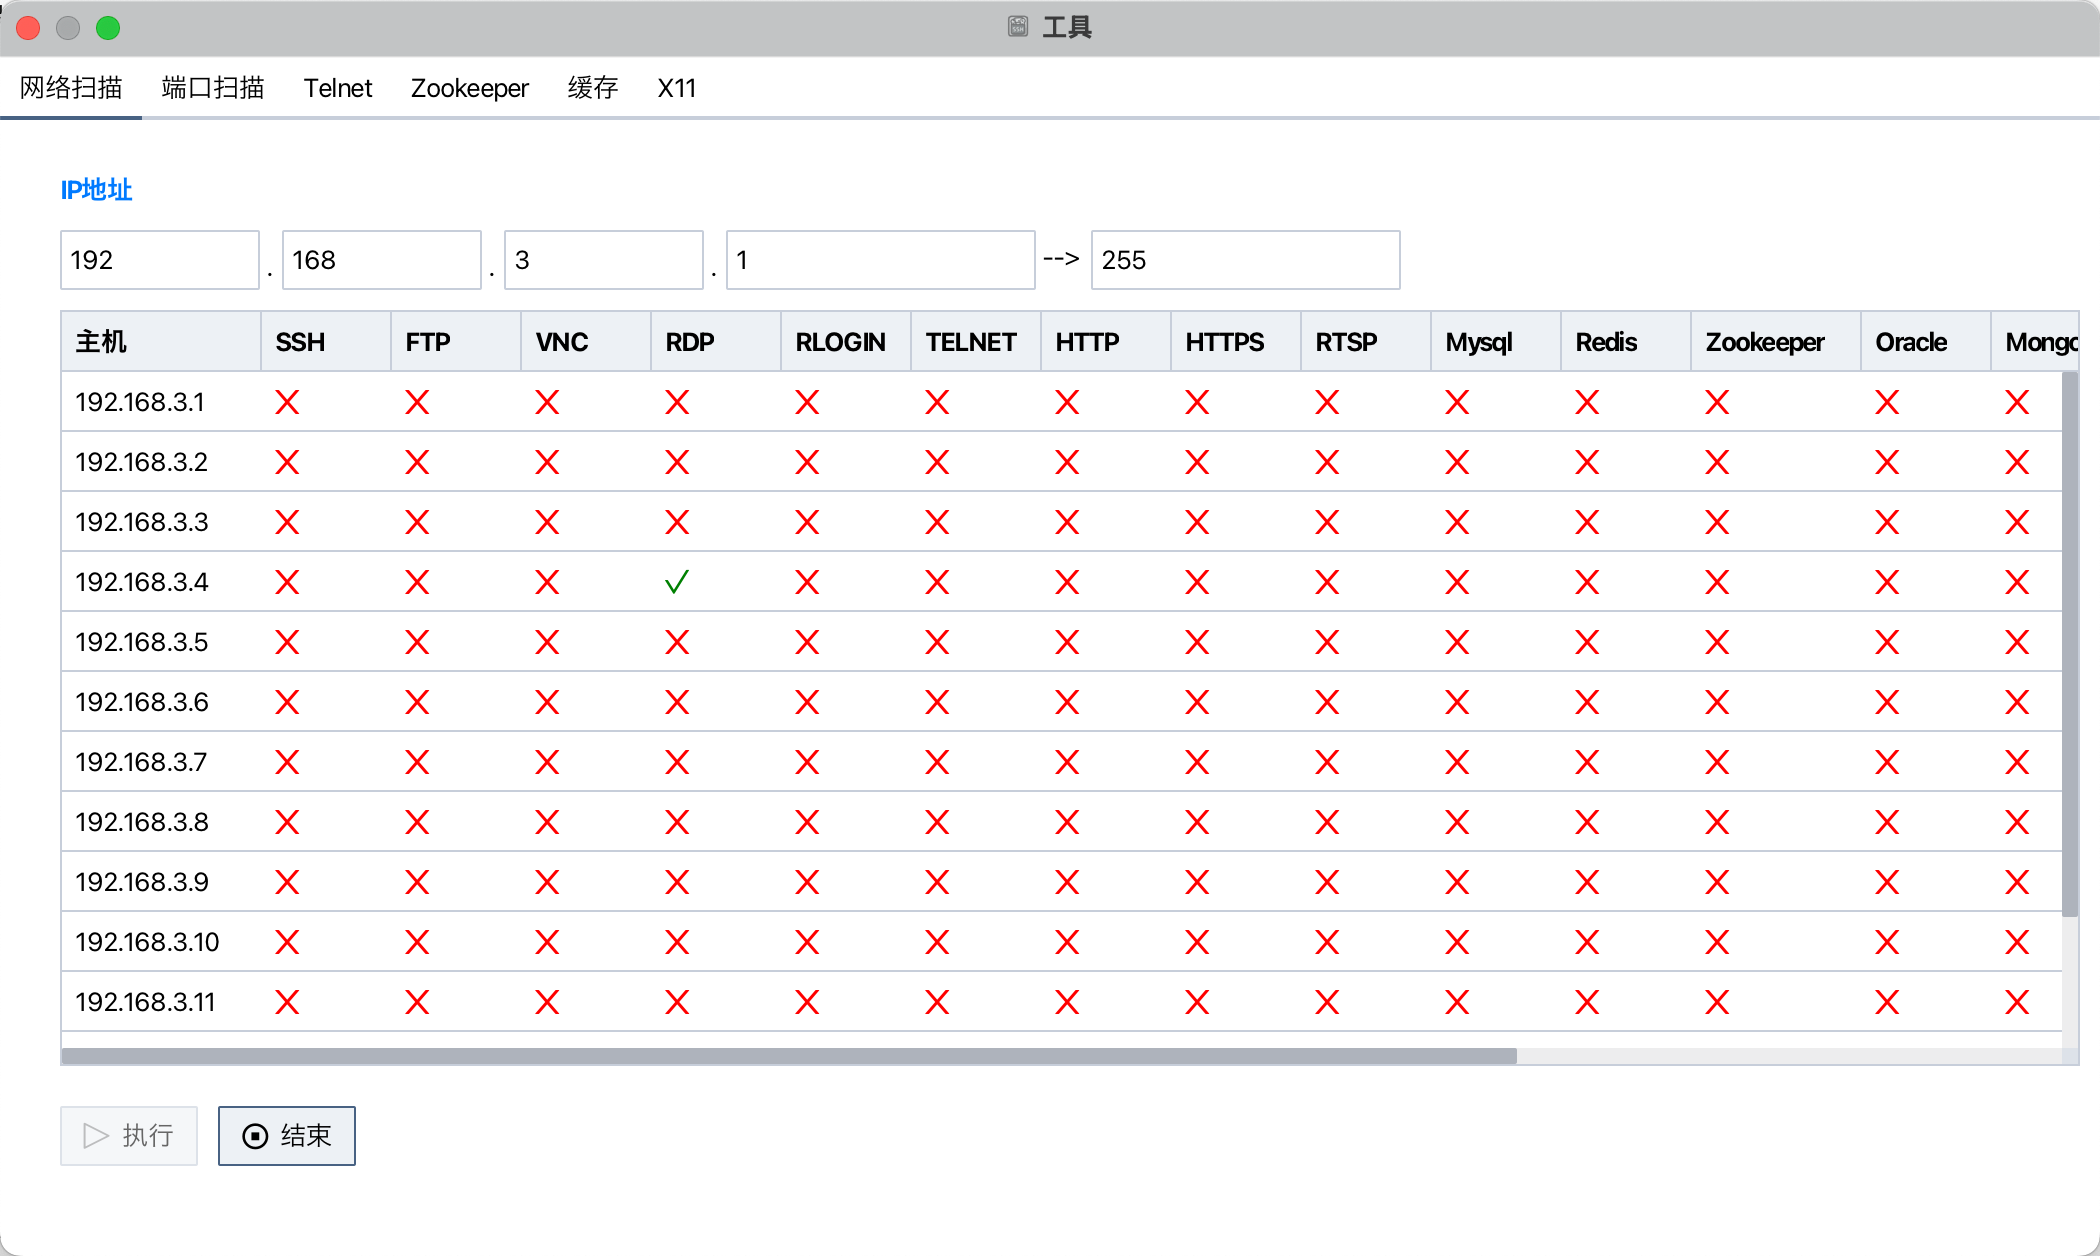 工具
网络扫描 端口扫描 Telnet Zookeeper 缓存 X11
IP地址
192 . 168 . 3 . 1 --> 255
主机 SSH FTP VNC RDP RLOGIN TELNET HTTP HTTPS RTSP Mysql Redis Zookeeper Oracle
192.168.3.1 X X X X X X X X X X X X X X
192.168.3.2 X X X X X X X X X X X X X X
192.168.3.3 X X X X X X X X X X X X X X
192.168.3.4 X X X ✓ X X X X X X X X X X
192.168.3.5 X X X X X X X X X X X X X X
192.168.3.6 X X X X X X X X X X X X X X
192.168.3.7 X X X X X X X X X X X X X X
192.168.3.8 X X X X X X X X X X X X X X
192.168.3.9 X X X X X X X X X X X X X X
192.168.3.10 X X X X X X X X X X X X X X
192.168.3.11 X X X X X X X X X X X X X X
执行 结束